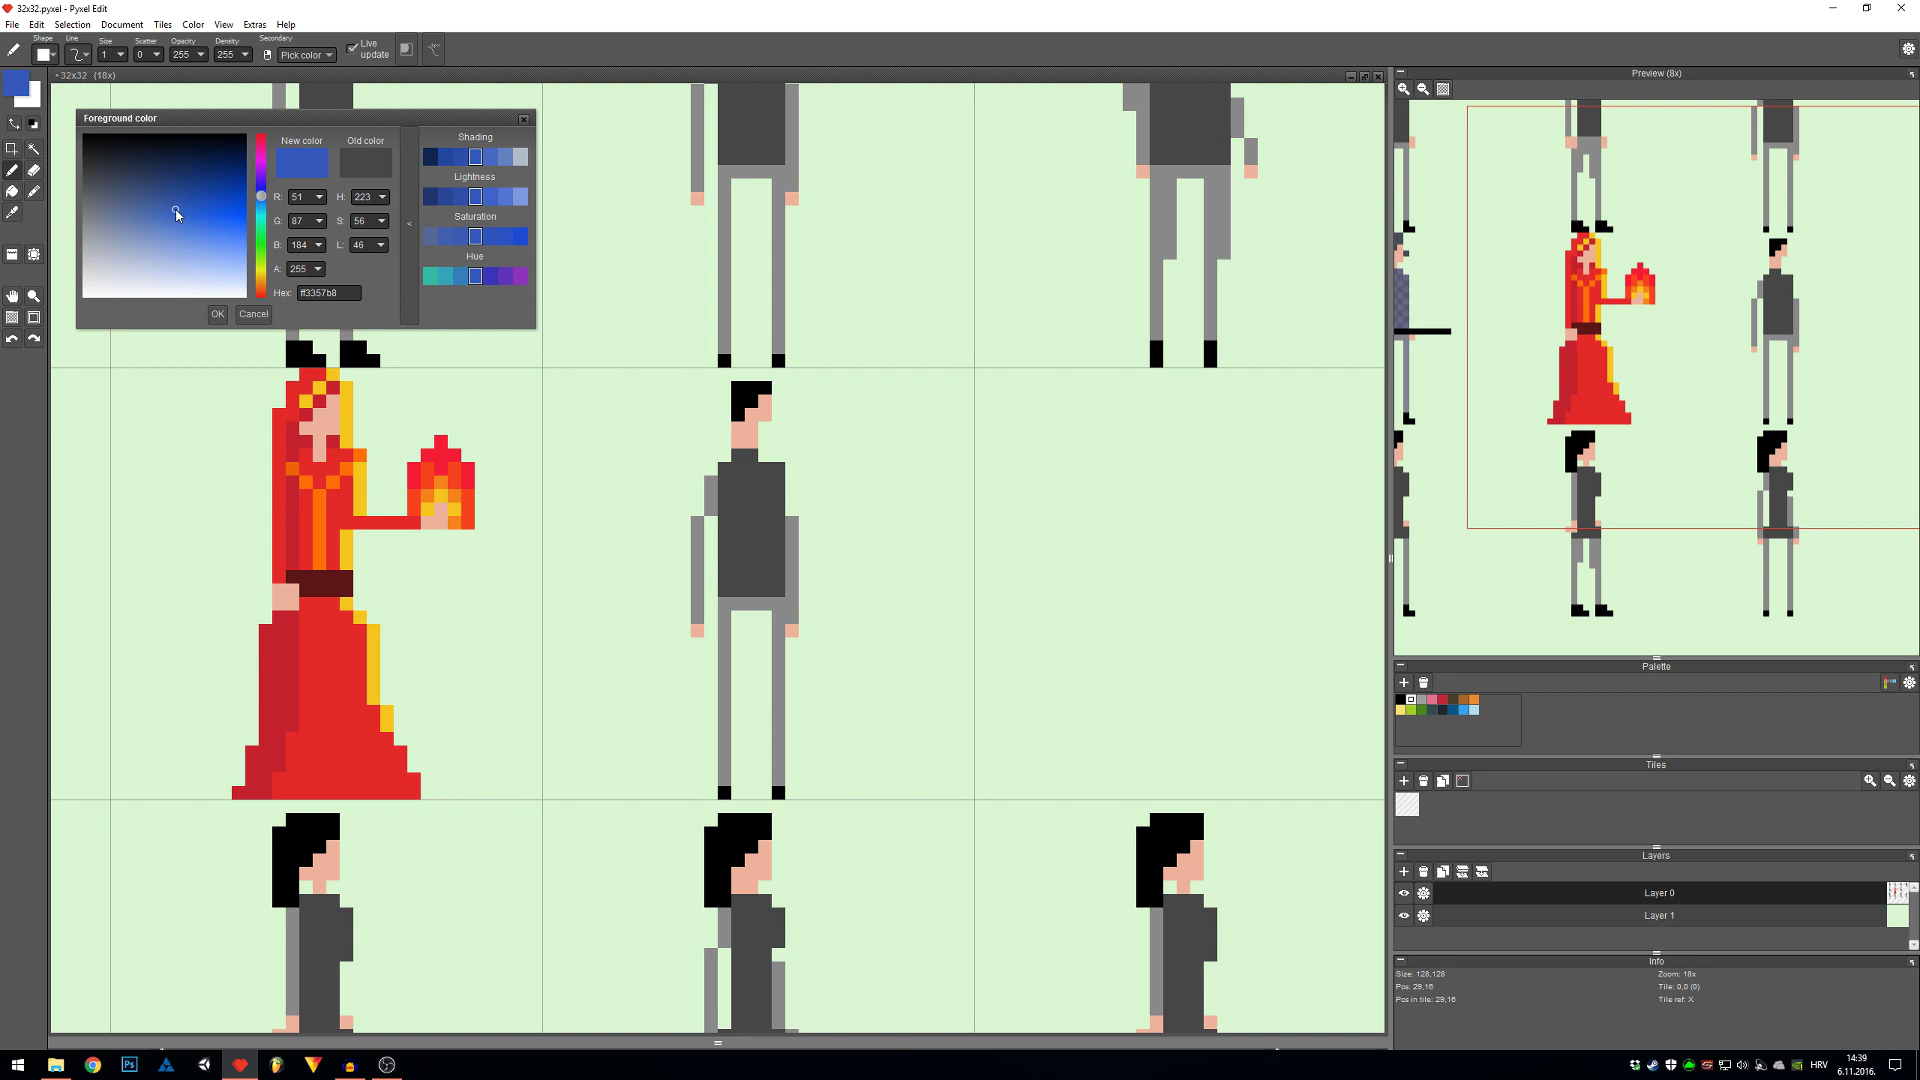 32x32.pyxel - Pyxel Edit
File Edit Selection Document Tiles Color View Extras Help
Shape Line Size Scatter Opacity Density Secondary
1 0 255 255 Pick color Live update
• 32x32 (18x)
Foreground color
New color Old color
R: 51 H: 223
G: 87 S: 56
B: 184 L: 46
A: 255
Hex: ff3357b8
OK Cancel
<
Shading
Lightness
Saturation
Hue
Preview (8x)
Palette
Tiles
Layers
Layer 0
Layer 1
Info
Size: 128,128 Zoom: 18x
Pos: 29,16 Tile: 0,0 (0)
Pos in tile: 29,16 Tile ref: X
Ps
HRV
14:39
6.11.2016.